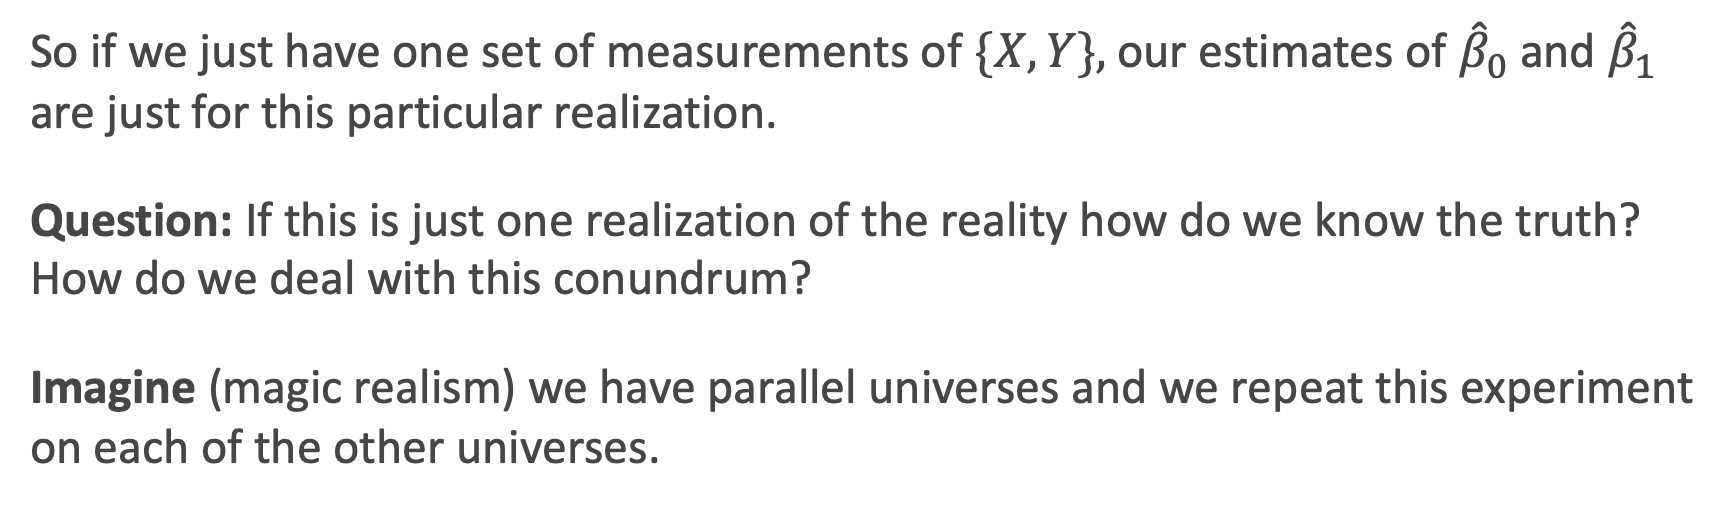 So if we just have one set of measurements of {X, Y}, our estimates of β̂₀ and β̂₁
are just for this particular realization.
Question: If this is just one realization of the reality how do we know the truth?
How do we deal with this conundrum?
Imagine (magic realism) we have parallel universes and we repeat this experiment
on each of the other universes.